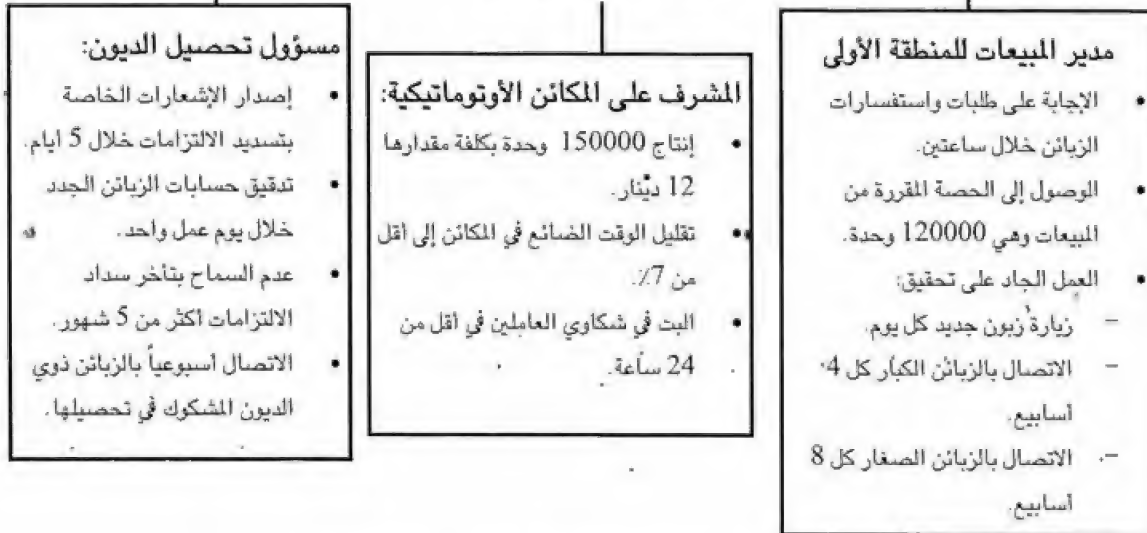 مدير المبيعات للمنطقة الأولى
• الإجابة على طلبات واستفسارات
الزبائن خلال ساعتين.
• الوصول إلى الحصة المقررة من
المبيعات وهي 120000 وحدة.
• العمل الجاد على تحقيق:
– زيارة زبون جديد كل يوم.
– الاتصال بالزبائن الكبار كل 4
أسابيع.
– الاتصال بالزبائن الصغار كل 8
أسابيع.
المشرف على المكائن الأوتوماتيكية:
• إنتاج 150000 وحدة بكلفة مقدارها
12 دينار.
• تقليل الوقت الضائع في المكائن إلى أقل
من 7٪.
• البت في شكاوي العاملين في أقل من
24 ساعة.
مسؤول تحصيل الديون:
• إصدار الإشعارات الخاصة
بتسديد الالتزامات خلال 5 ايام.
• تدقيق حسابات الزبائن الجدد
خلال يوم عمل واحد.
• عدم السماح بتأخر سداد
الالتزامات أكثر من 5 شهور.
• الاتصال أسبوعياً بالزبائن ذوي
الديون المشكوك في تحصيلها.